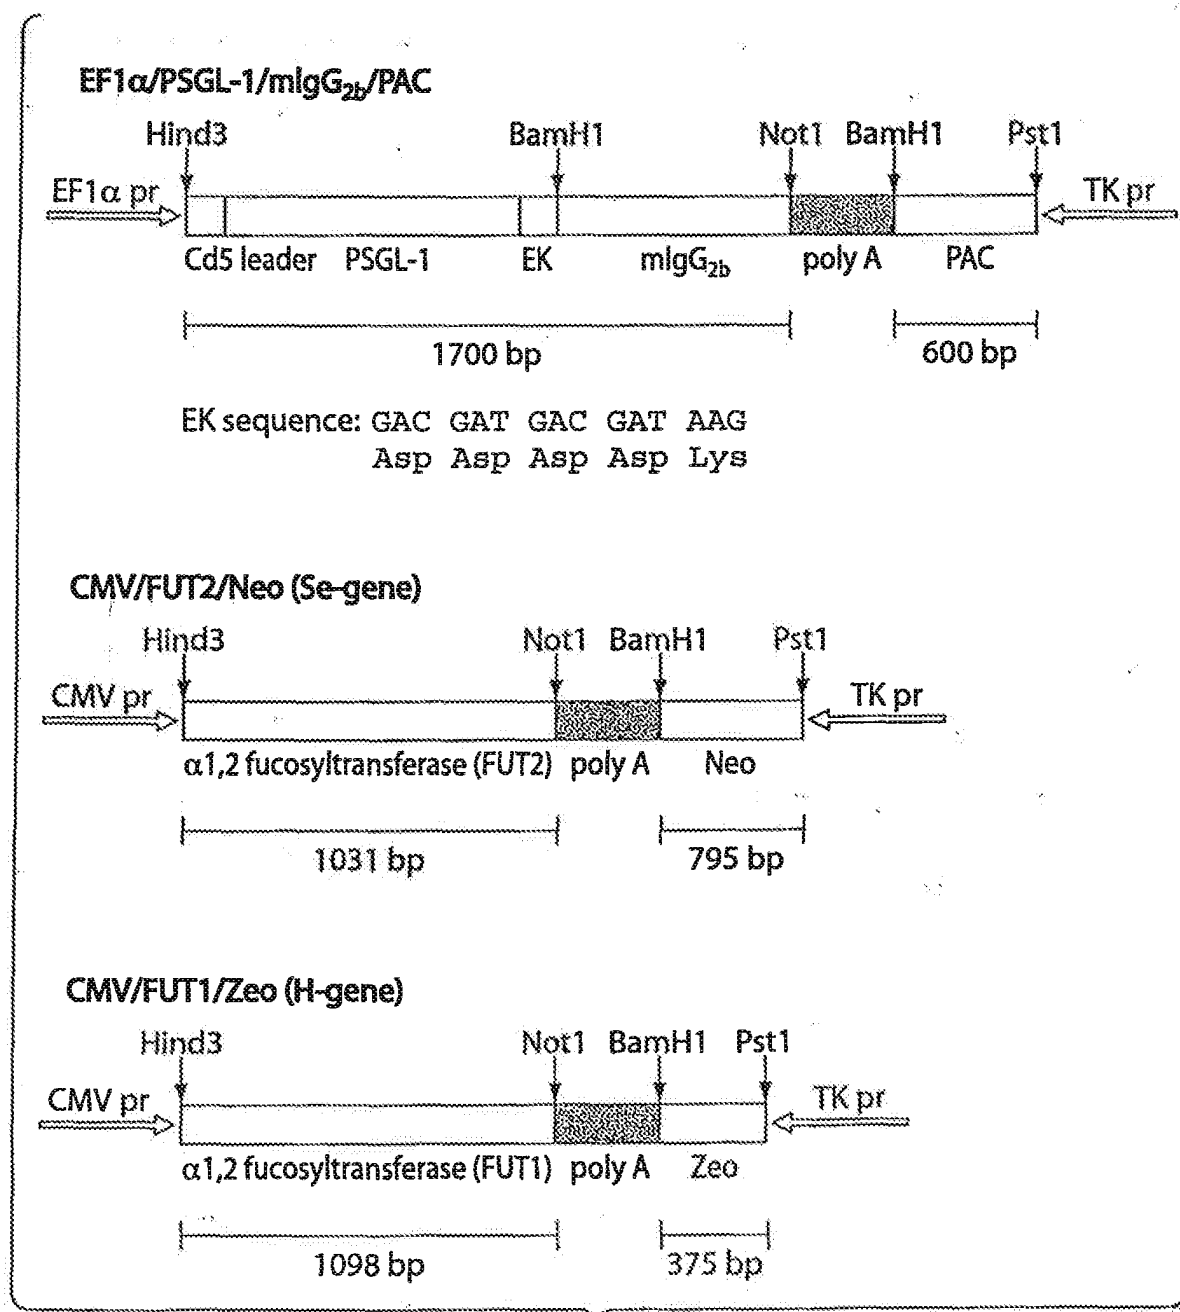 EF1α/PSGL-1/mIgG2b/PAC
Hind3 BamH1 Not1 BamH1 Pst1
EF1α pr TK pr
Cd5 leader PSGL-1 EK mIgG2b poly A PAC
1700 bp 600 bp
EK sequence: GAC GAT GAC GAT AAG
Asp Asp Asp Asp Lys
CMV/FUT2/Neo (Se-gene)
Hind3 Not1 BamH1 Pst1
CMV pr TK pr
α1,2 fucosyltransferase (FUT2) poly A Neo
1031 bp 795 bp
CMV/FUT1/Zeo (H-gene)
Hind3 Not1 BamH1 Pst1
CMV pr TK pr
α1,2 fucosyltransferase (FUT1) poly A Zeo
1098 bp 375 bp